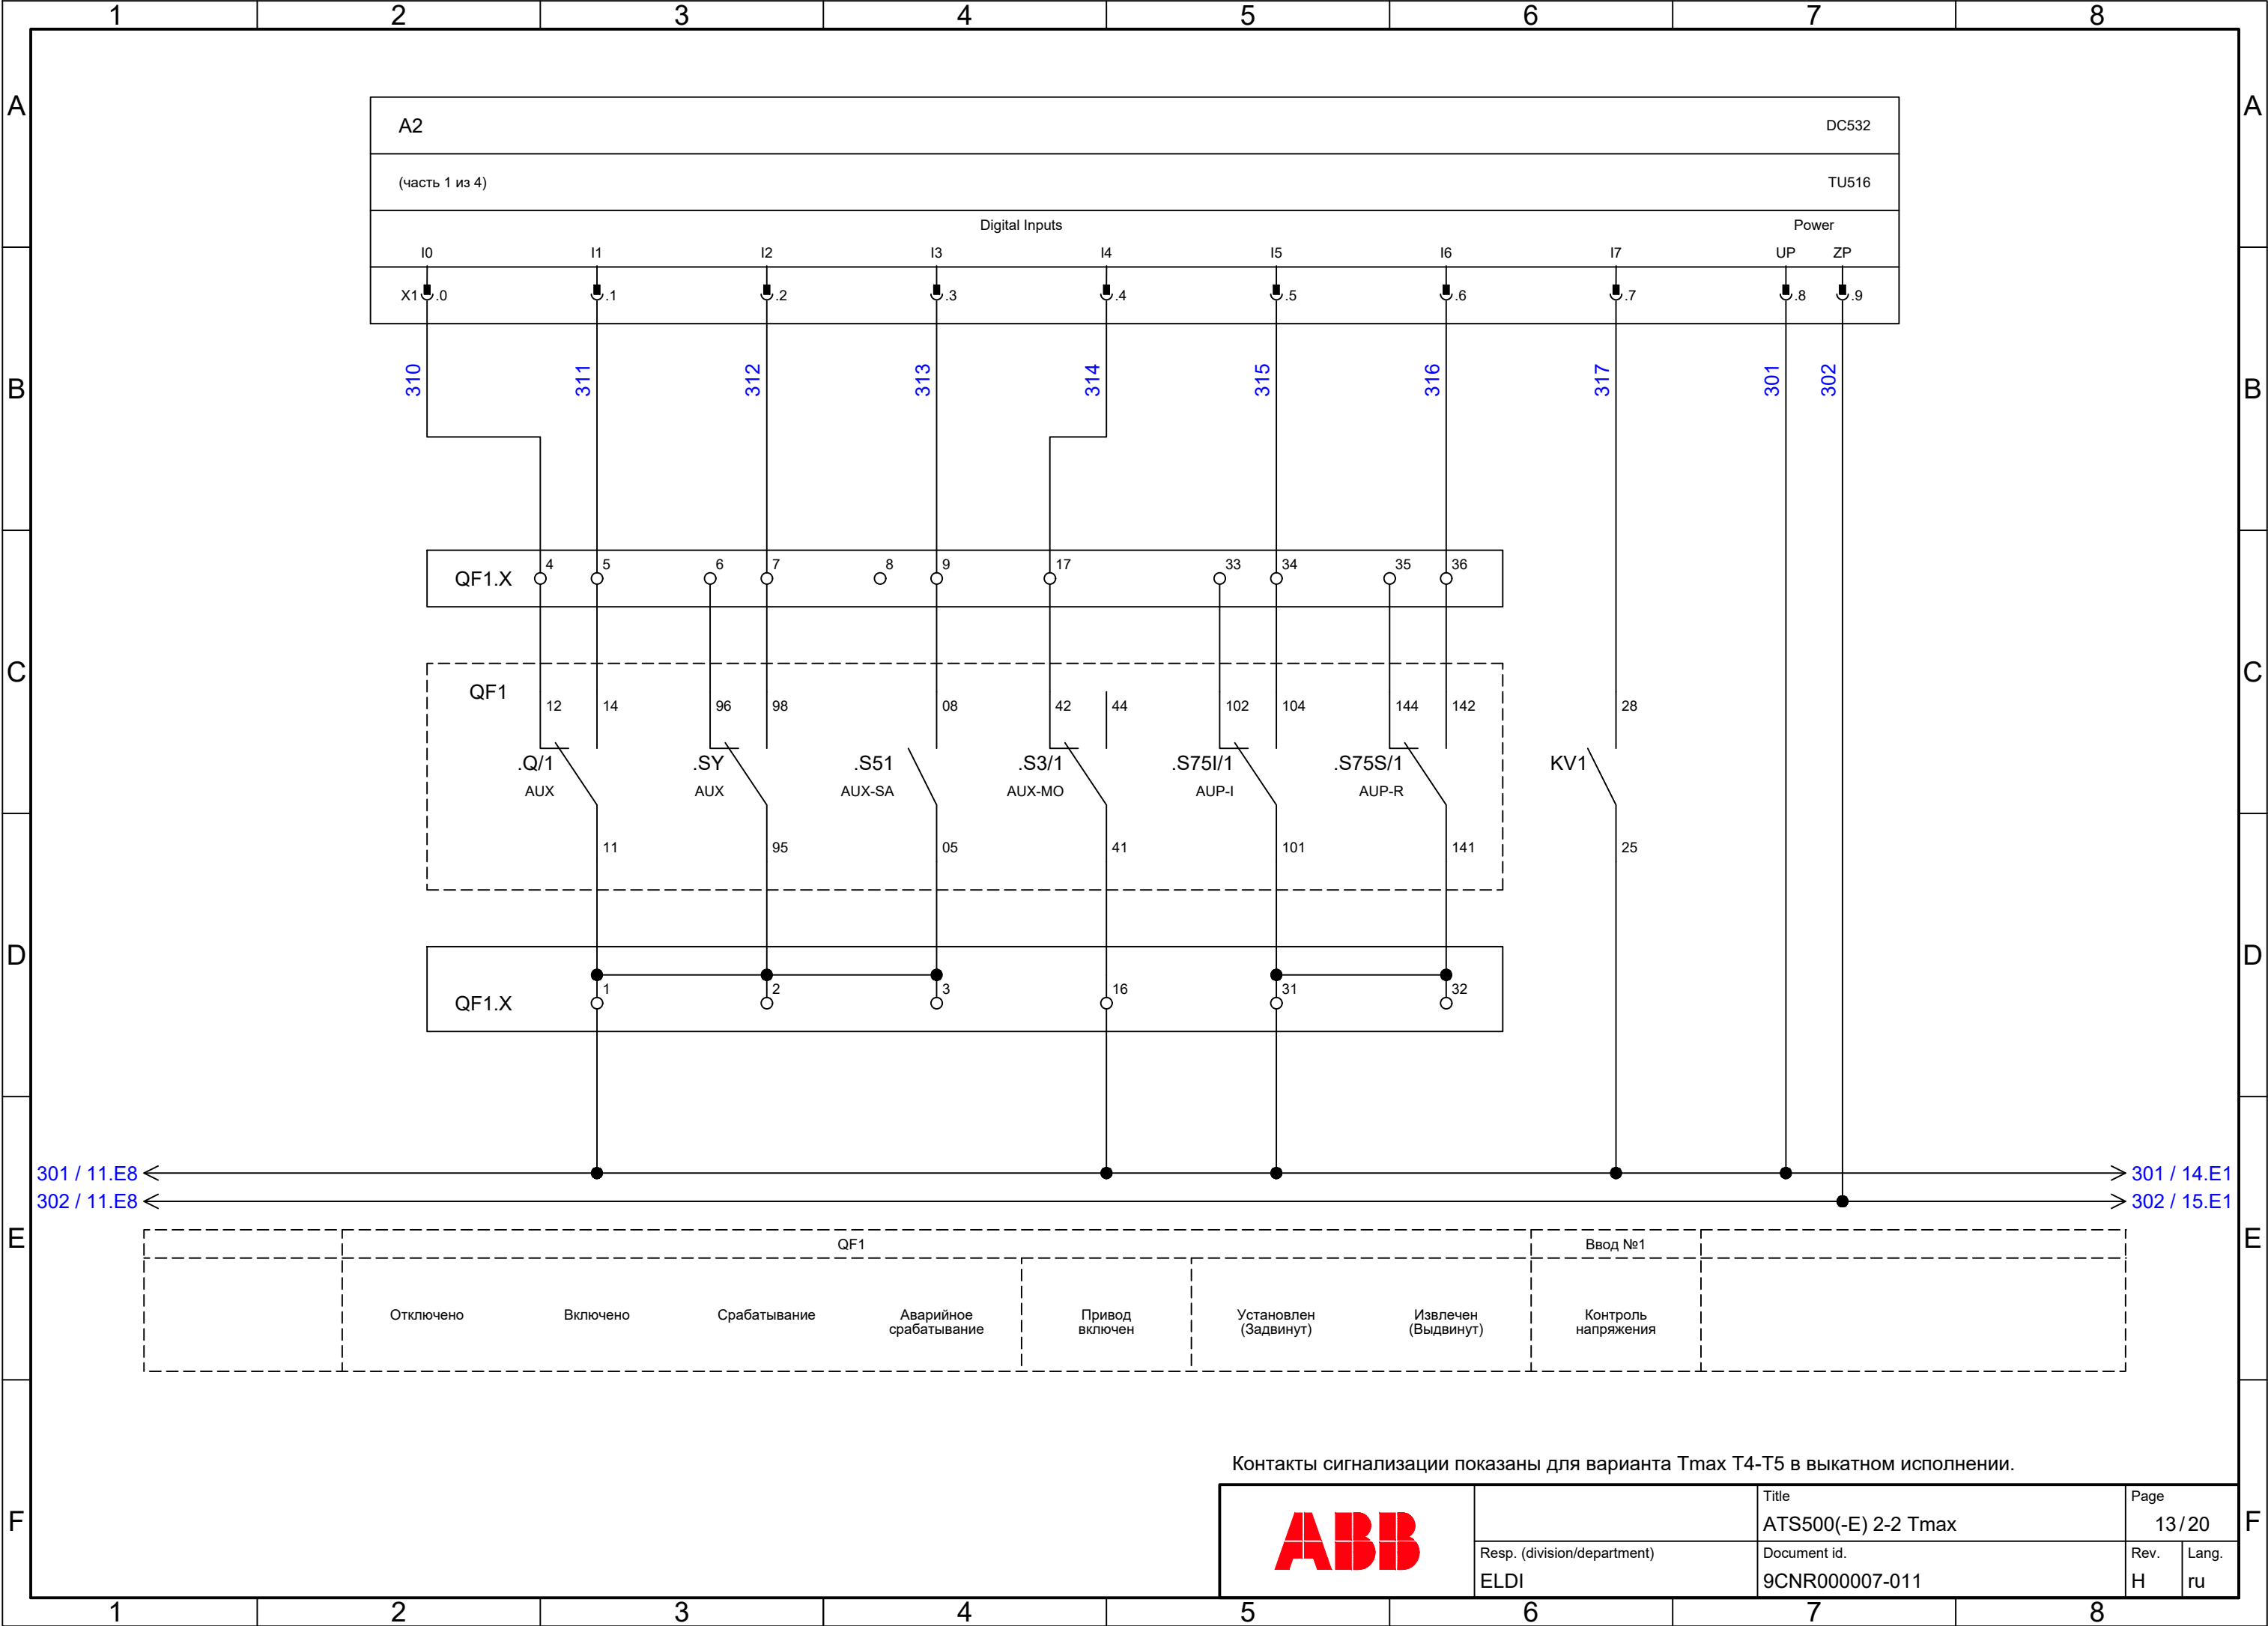 1 2 3 4 5 6 7 8
A A
A2 DC532
(часть 1 из 4) TU516
Digital Inputs Power
I0 I1 I2 I3 I4 I5 I6 I7 UP ZP
X1 .0 .1 .2 .3 .4 .5 .6 .7 .8 .9
310 311 312 313 314 315 316 317 301 302
B B
QF1.X 4 5 6 7 8 9 17 33 34 35 36
C C
QF1
12 14 96 98 08 42 44 102 104 144 142 28
.Q/1 .SY .S51 .S3/1 .S75I/1 .S75S/1 KV1
AUX AUX AUX-SA AUX-MO AUP-I AUP-R
11 95 05 41 101 141 25
D D
QF1.X 1 2 3 16 31 32
301 / 11.E8 301 / 14.E1
302 / 11.E8 302 / 15.E1
E E
QF1 Ввод №1
Отключено Включено Срабатывание Аварийное срабатывание Привод включен Установлен (Задвинут) Извлечен (Выдвинут) Контроль напряжения
Контакты сигнализации показаны для варианта Tmax T4-T5 в выкатном исполнении.
F F
ABB
Title
ATS500(-E) 2-2 Tmax
Page
13/20
Resp. (division/department)
ELDI
Document id.
9CNR000007-011
Rev.
H
Lang.
ru
1 2 3 4 5 6 7 8